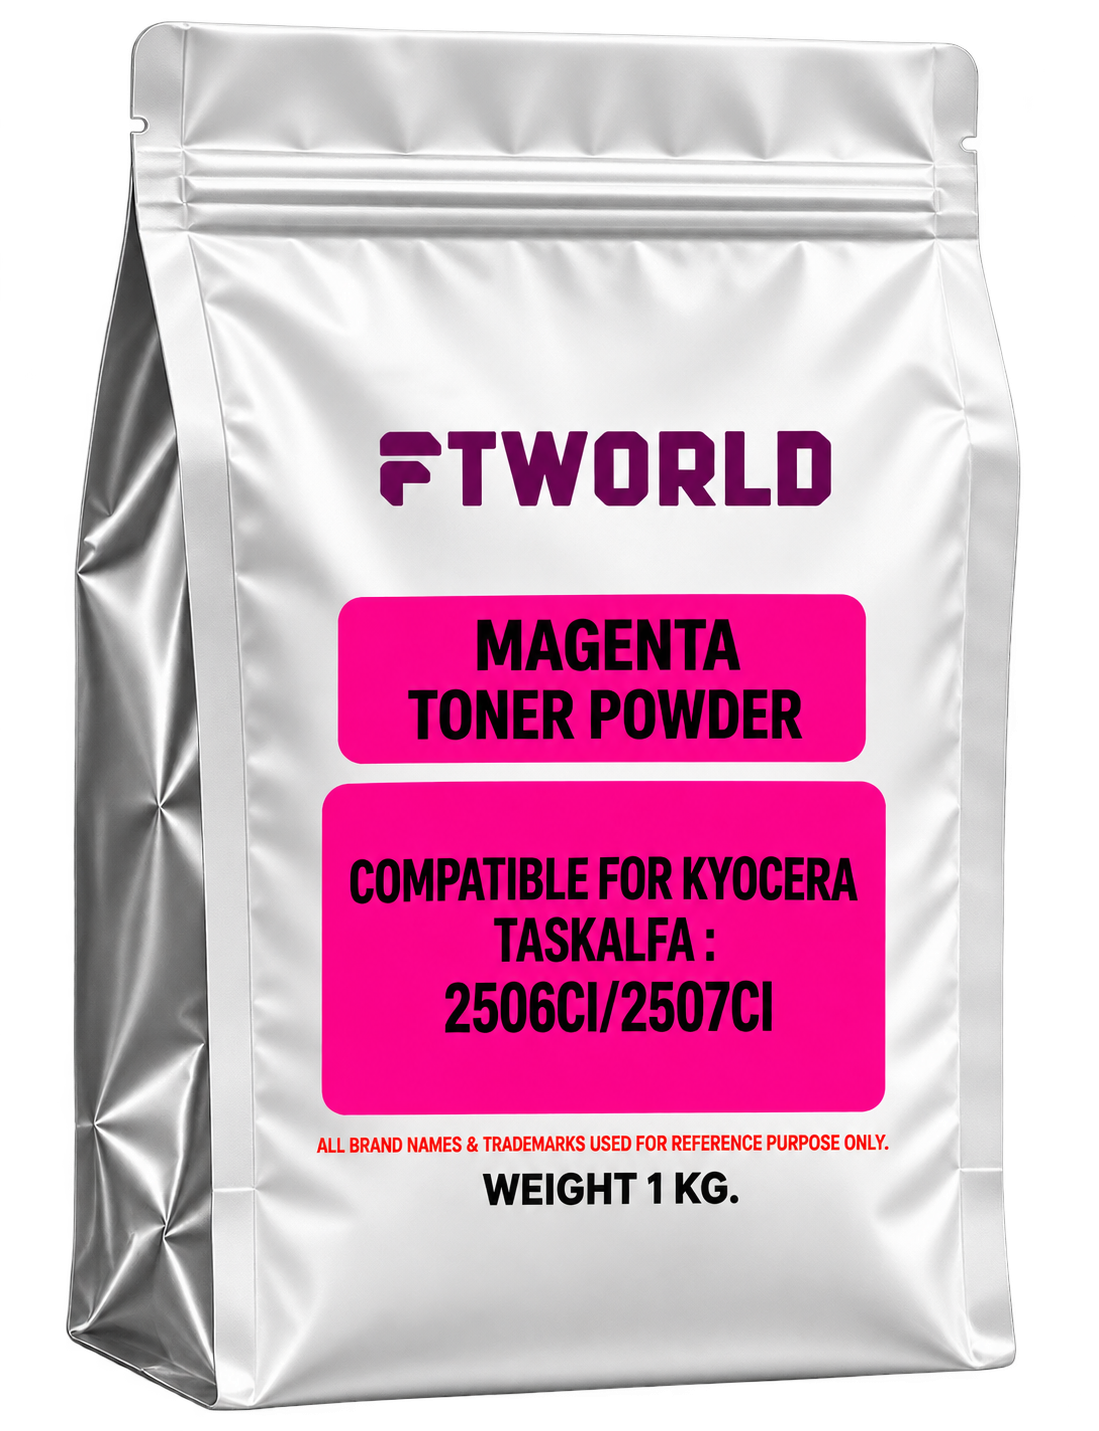 FTWORLD
MAGENTA
TONER POWDER
COMPATIBLE FOR KYOCERA
TASKALFA :
2506CI/2507CI
ALL BRAND NAMES & TRADEMARKS USED FOR REFERENCE PURPOSE ONLY.
WEIGHT 1 KG.